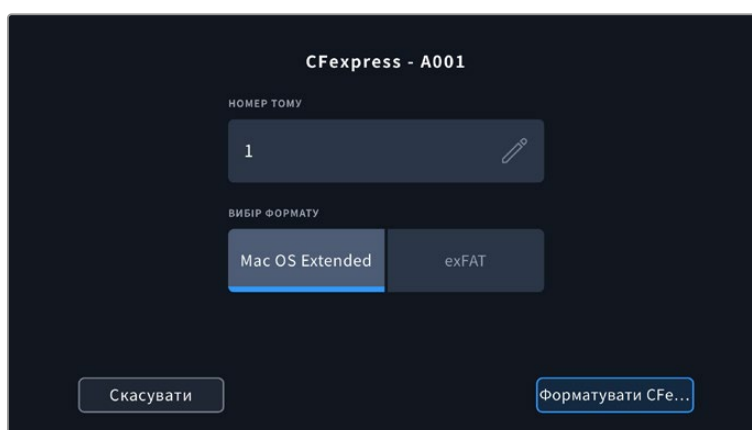 CFexpress - A001
НОМЕР ТОМУ
1
ВИБІР ФОРМАТУ
Mac OS Extended
exFAT
Скасувати
Форматувати CFe...